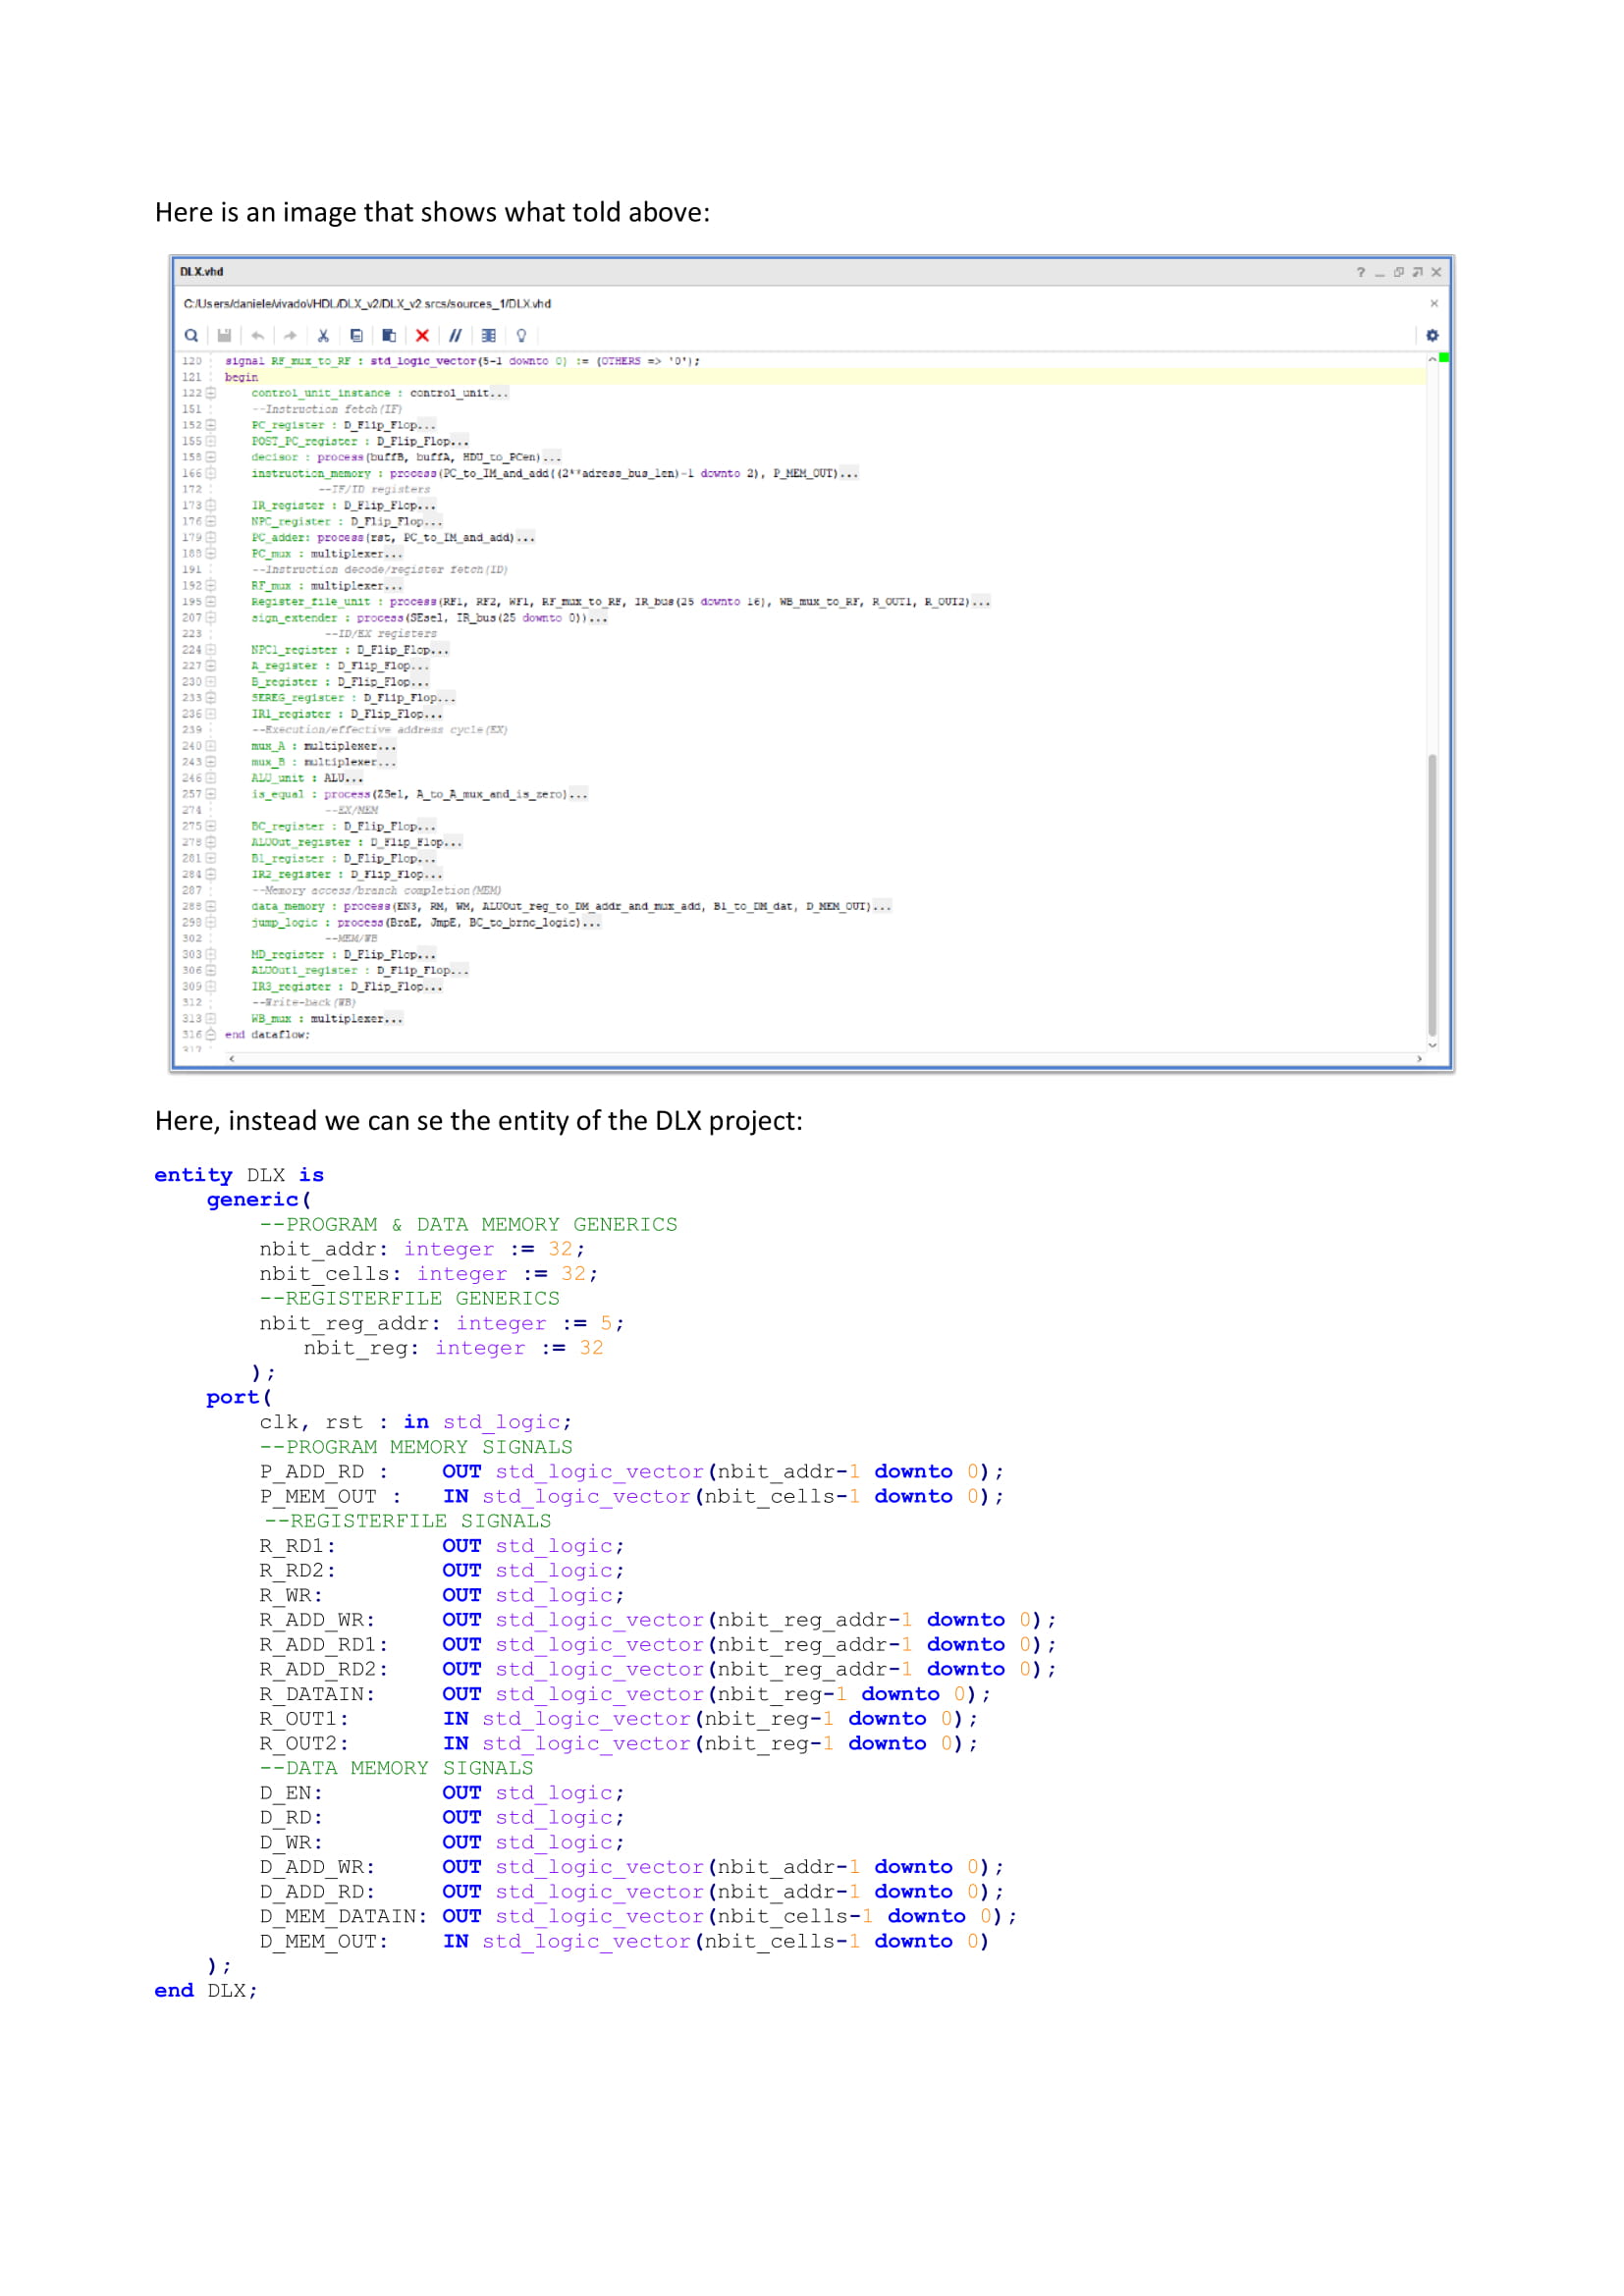 Here is an image that shows what told above:
DLX.vhd
C:/Users/daniele/vivado/VHDL/DLX_v2/DLX_v2.srcs/sources_1/DLX.vhd
120 signal RF_mux_to_RF : std_logic_vector(5-1 downto 0) := (OTHERS => '0');
121 begin
122 control_unit_instance : control_unit...
151 --Instruction fetch(IF)
152 PC_register : D_Flip_Flop...
155 POST_PC_register : D_Flip_Flop...
158 decisor : process(buffB, buffA, HDU_to_PCen)...
166 instruction_memory : process(PC_to_IM_and_add((2**adress_bus_len)-1 downto 2), P_MEM_OUT)...
172 --IF/ID registers
173 IR_register : D_Flip_Flop...
176 NPC_register : D_Flip_Flop...
179 PC_adder: process(rst, PC_to_IM_and_add)...
188 PC_mux : multiplexer...
191 --Instruction decode/register fetch(ID)
192 RF_mux : multiplexer...
195 Register_file_unit : process(RF1, RF2, WF1, RF_mux_to_RF, IR_bus(25 downto 16), WB_mux_to_RF, R_OUT1, R_OUT2)...
207 sign_extender : process(SEsel, IR_bus(25 downto 0))...
223 --ID/EX registers
224 NPC1_register : D_Flip_Flop...
227 A_register : D_Flip_Flop...
230 B_register : D_Flip_Flop...
233 SEREG_register : D_Flip_Flop...
236 IR1_register : D_Flip_Flop...
239 --Execution/effective address cycle(EX)
240 mux_A : multiplexer...
243 mux_B : multiplexer...
246 ALU_unit : ALU...
257 is_equal : process(ZSel, A_to_A_mux_and_is_zero)...
274 --EX/MEM
275 BC_register : D_Flip_Flop...
278 ALUOut_register : D_Flip_Flop...
281 B1_register : D_Flip_Flop...
284 IR2_register : D_Flip_Flop...
287 --Memory access/branch completion(MEM)
288 data_memory : process(EN3, RM, WM, ALUOut_reg_to_DM_addr_and_mux_add, B1_to_DM_dat, D_MEM_OUT)...
298 jump_logic : process(BraE, JmpE, BC_to_brnc_logic)...
302 --MEM/WB
303 MD_register : D_Flip_Flop...
306 ALUOut1_register : D_Flip_Flop...
309 IR3_register : D_Flip_Flop...
312 --Write-back(WB)
313 WB_mux : multiplexer...
316 end dataflow;
317
Here, instead we can se the entity of the DLX project:
entity DLX is
generic(
--PROGRAM & DATA MEMORY GENERICS
nbit_addr: integer := 32;
nbit_cells: integer := 32;
--REGISTERFILE GENERICS
nbit_reg_addr: integer := 5;
nbit_reg: integer := 32
);
port(
clk, rst : in std_logic;
--PROGRAM MEMORY SIGNALS
P_ADD_RD : OUT std_logic_vector(nbit_addr-1 downto 0);
P_MEM_OUT : IN std_logic_vector(nbit_cells-1 downto 0);
--REGISTERFILE SIGNALS
R_RD1: OUT std_logic;
R_RD2: OUT std_logic;
R_WR: OUT std_logic;
R_ADD_WR: OUT std_logic_vector(nbit_reg_addr-1 downto 0);
R_ADD_RD1: OUT std_logic_vector(nbit_reg_addr-1 downto 0);
R_ADD_RD2: OUT std_logic_vector(nbit_reg_addr-1 downto 0);
R_DATAIN: OUT std_logic_vector(nbit_reg-1 downto 0);
R_OUT1: IN std_logic_vector(nbit_reg-1 downto 0);
R_OUT2: IN std_logic_vector(nbit_reg-1 downto 0);
--DATA MEMORY SIGNALS
D_EN: OUT std_logic;
D_RD: OUT std_logic;
D_WR: OUT std_logic;
D_ADD_WR: OUT std_logic_vector(nbit_addr-1 downto 0);
D_ADD_RD: OUT std_logic_vector(nbit_addr-1 downto 0);
D_MEM_DATAIN: OUT std_logic_vector(nbit_cells-1 downto 0);
D_MEM_OUT: IN std_logic_vector(nbit_cells-1 downto 0)
);
end DLX;